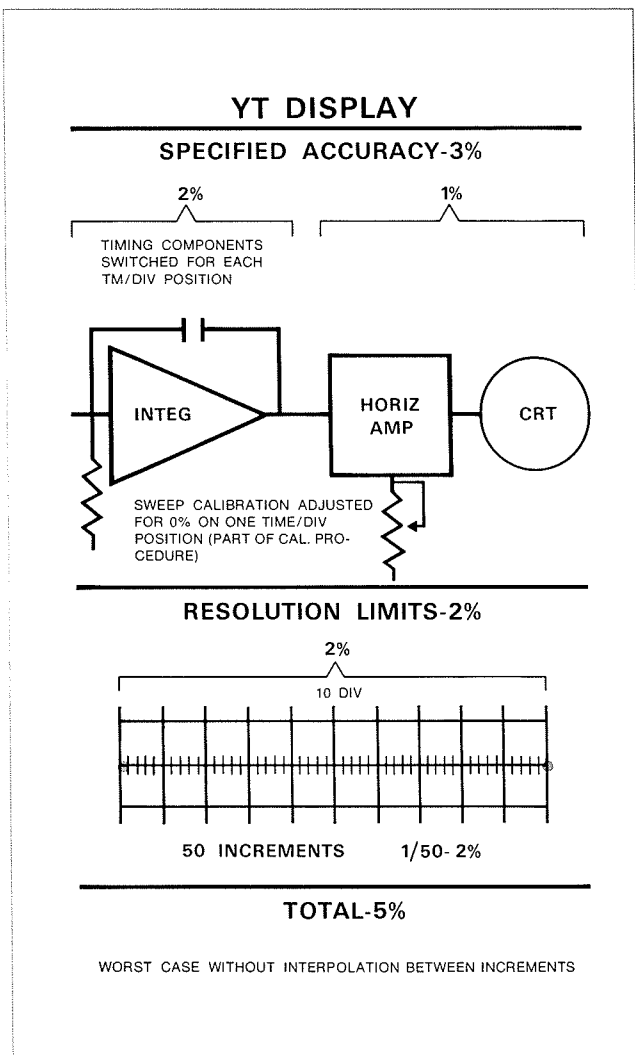 YT DISPLAY
SPECIFIED ACCURACY-3%
2%
1%
TIMING COMPONENTS
SWITCHED FOR EACH
TM/DIV POSITION
INTEG
HORIZ
AMP
CRT
SWEEP CALIBRATION ADJUSTED
FOR 0% ON ONE TIME/DIV
POSITION (PART OF CAL. PRO-
CEDURE)
RESOLUTION LIMITS-2%
2%
10 DIV
50 INCREMENTS 1/50-2%
TOTAL-5%
WORST CASE WITHOUT INTERPOLATION BETWEEN INCREMENTS